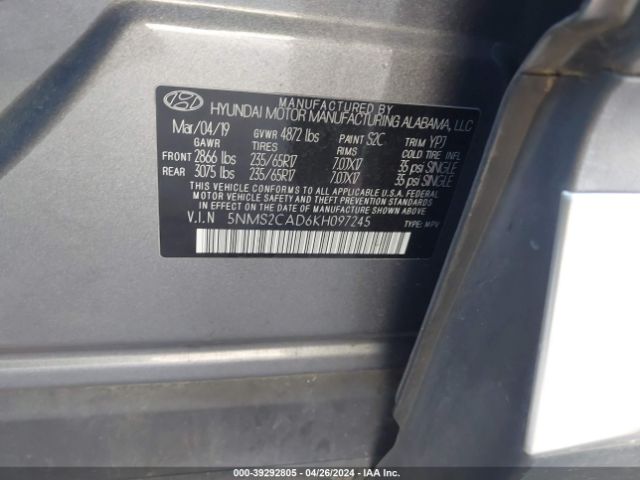 MANUFACTURED BY
HYUNDAI MOTOR MANUFACTURING ALABAMA, LLC
Mar/04/19 GVWR 4872 lbs PAINT S2C TRIM YP7
GAWR TIRES RIMS COLD TIRE INFL
FRONT 2866 lbs 235/65R17 7.0JX17 35 psi SINGLE
REAR 3075 lbs 235/65R17 7.0JX17 35 psi SINGLE
THIS VEHICLE CONFORMS TO ALL APPLICABLE U.S.A. FEDERAL
MOTOR VEHICLE SAFETY AND THEFT PREVENTION STANDARDS
IN EFFECT ON THE DATE OF MANUFACTURE SHOWN ABOVE.
V.I.N 5NMS2CAD6KH097245
TYPE: MPV
000-39292805 - 04/26/2024 - IAA Inc.